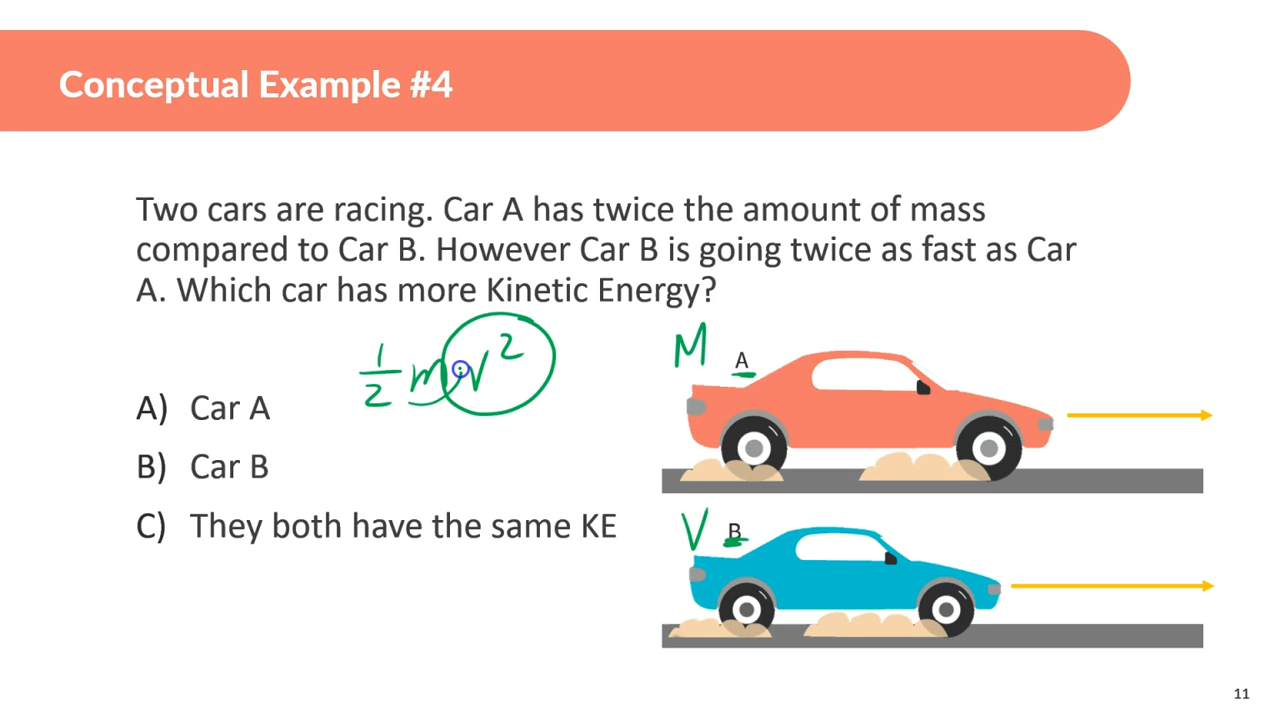 Conceptual Example #4
Two cars are racing. Car A has twice the amount of mass
compared to Car B. However Car B is going twice as fast as Car
A. Which car has more Kinetic Energy?
1/2 mv²
M
A
A) Car A
B) Car B
C) They both have the same KE
V
B
11